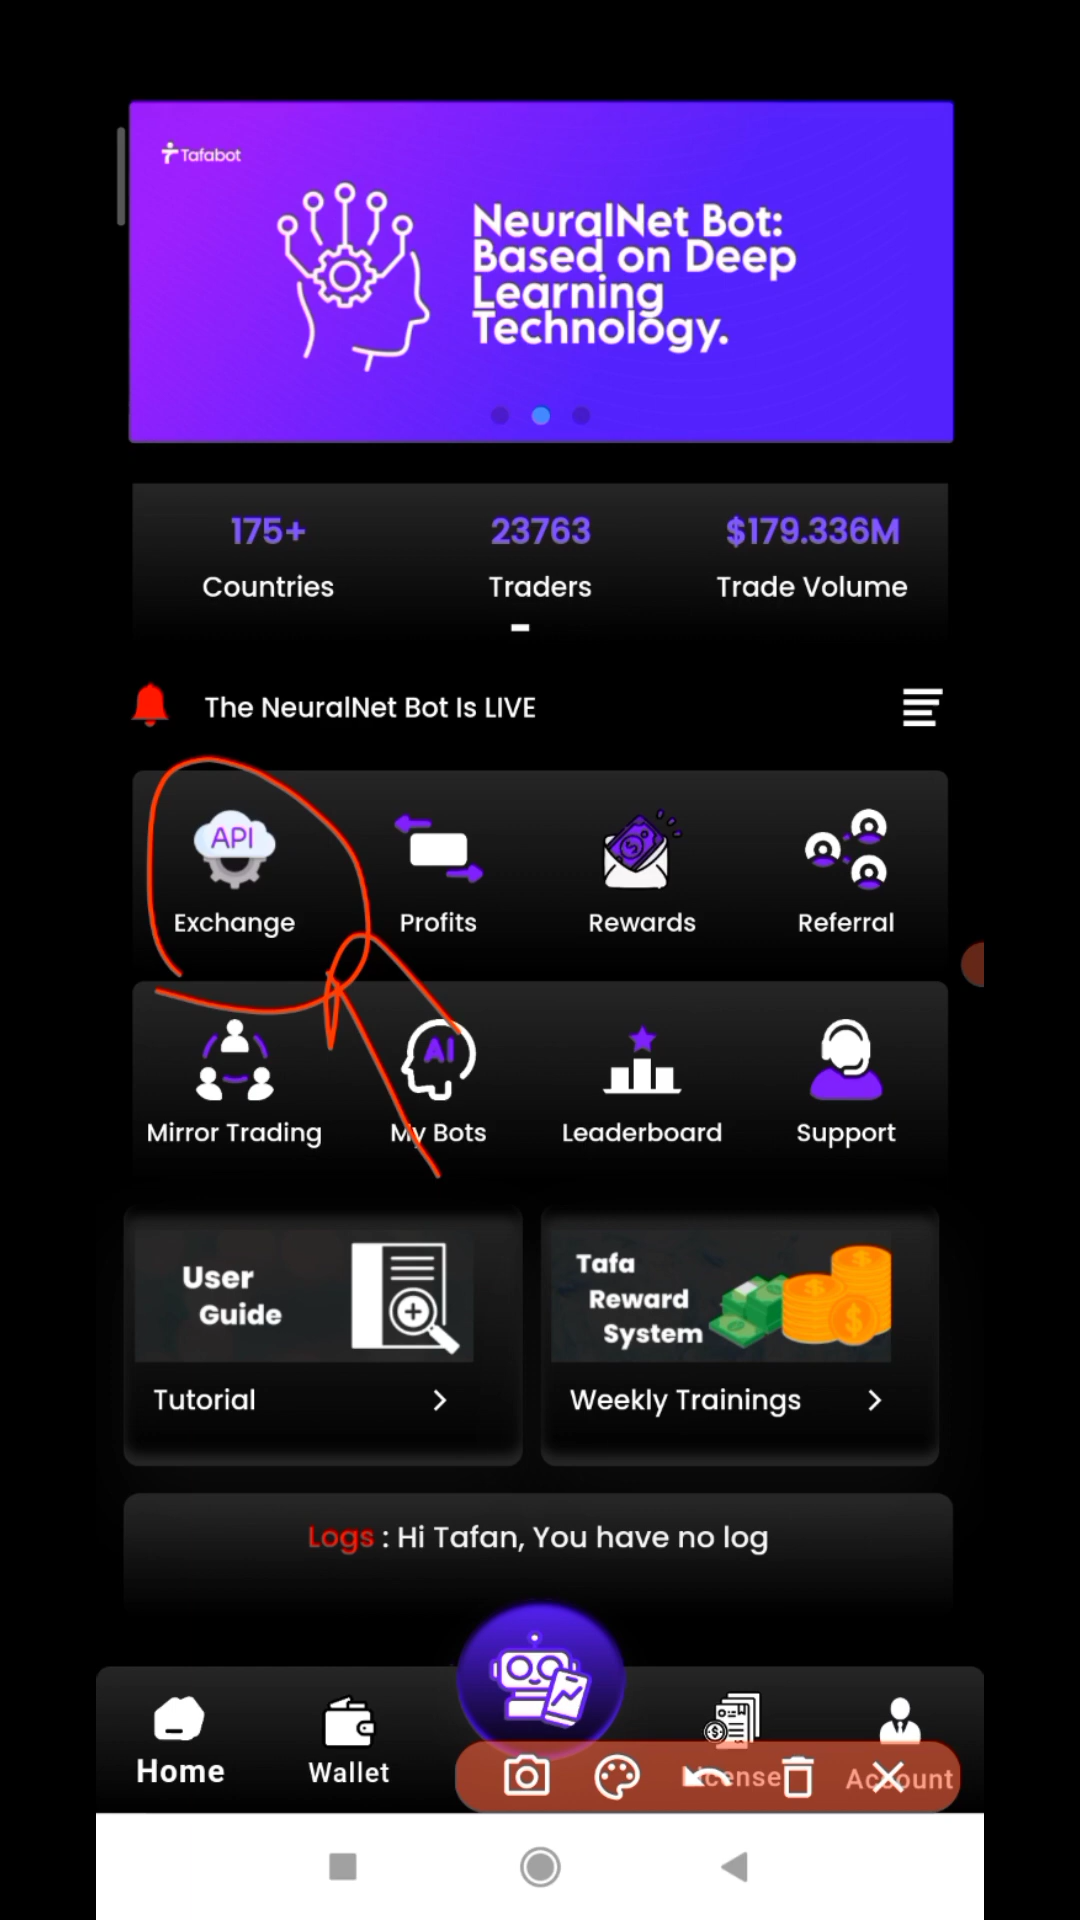 Tafabot
NeuralNet Bot:
Based on Deep
Learning
Technology.
175+
Countries
23763
Traders
$179.336M
Trade Volume
The NeuralNet Bot Is LIVE
API
Exchange
Profits
Rewards
Referral
Mirror Trading
AI
My Bots
Leaderboard
Support
User
Guide
Tutorial
Tafa
Reward
System
Weekly Trainings
Logs : Hi Tafan, You have no log
Home
Wallet
License
Account